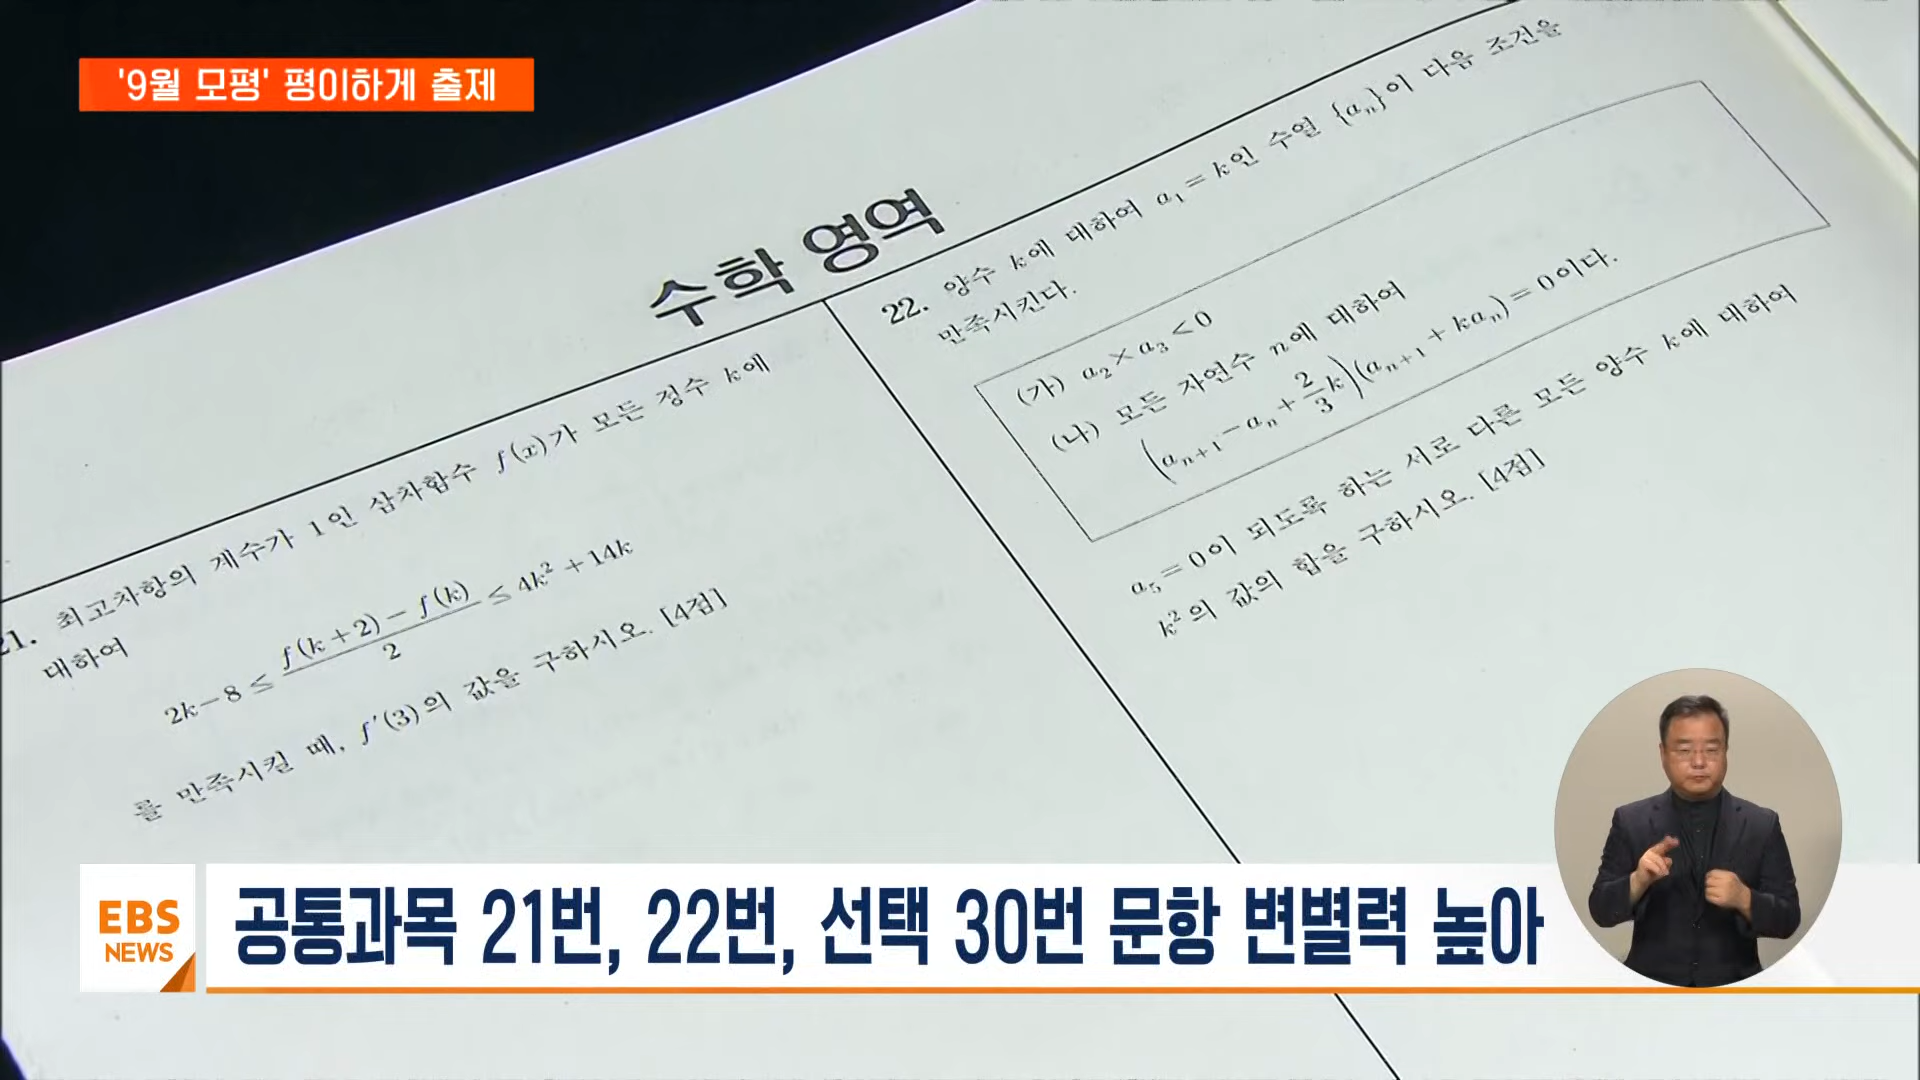 '9월 모평' 평이하게 출제
수학 영역
21. 최고차항의 계수가 1인 삼차함수 f(x)가 모든 정수 k에
대하여
2k-8 ≤ \frac{f(k+2)-f(k)}{2} ≤ 4k²+14k
를 만족시킬 때, f'(3)의 값을 구하시오. [4점]
22. 양수 k에 대하여 a₁=k인 수열 {aₙ}이 다음 조건을
만족시킨다.
(가) a₂×a₃<0
(나) 모든 자연수 n에 대하여
(aₙ₊₁-aₙ+\frac{2}{3}k)(aₙ₊₁+kaₙ)=0이다.
a₅=0이 되도록 하는 서로 다른 모든 양수 k에 대하여
k²의 값의 합을 구하시오. [4점]
EBS
NEWS
공통과목 21번, 22번, 선택 30번 문항 변별력 높아